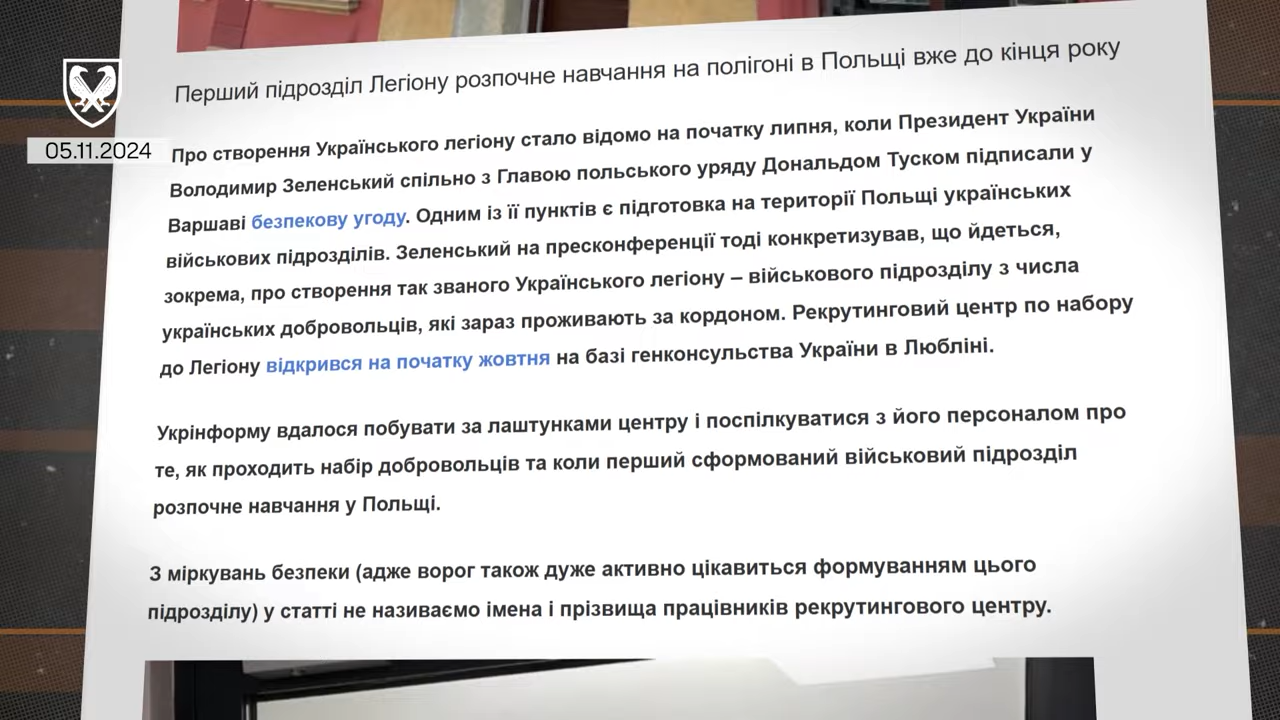 Перший підрозділ Легіону розпочне навчання на полігоні в Польщі вже до кінця року
05.11.2024
Про створення Українського легіону стало відомо на початку липня, коли Президент України
Володимир Зеленський спільно з Главою польського уряду Дональдом Туском підписали у
Варшаві безпекову угоду. Одним із її пунктів є підготовка на території Польщі українських
військових підрозділів. Зеленський на пресконференції тоді конкретизував, що йдеться,
зокрема, про створення так званого Українського легіону – військового підрозділу з числа
українських добровольців, які зараз проживають за кордоном. Рекрутинговий центр по набору
до Легіону відкрився на початку жовтня на базі генконсульства України в Любліні.
Укрінформу вдалося побувати за лаштунками центру і поспілкуватися з його персоналом про
те, як проходить набір добровольців та коли перший сформований військовий підрозділ
розпочне навчання у Польщі.
З міркувань безпеки (адже ворог також дуже активно цікавиться формуванням цього
підрозділу) у статті не називаємо імена і прізвища працівників рекрутингового центру.